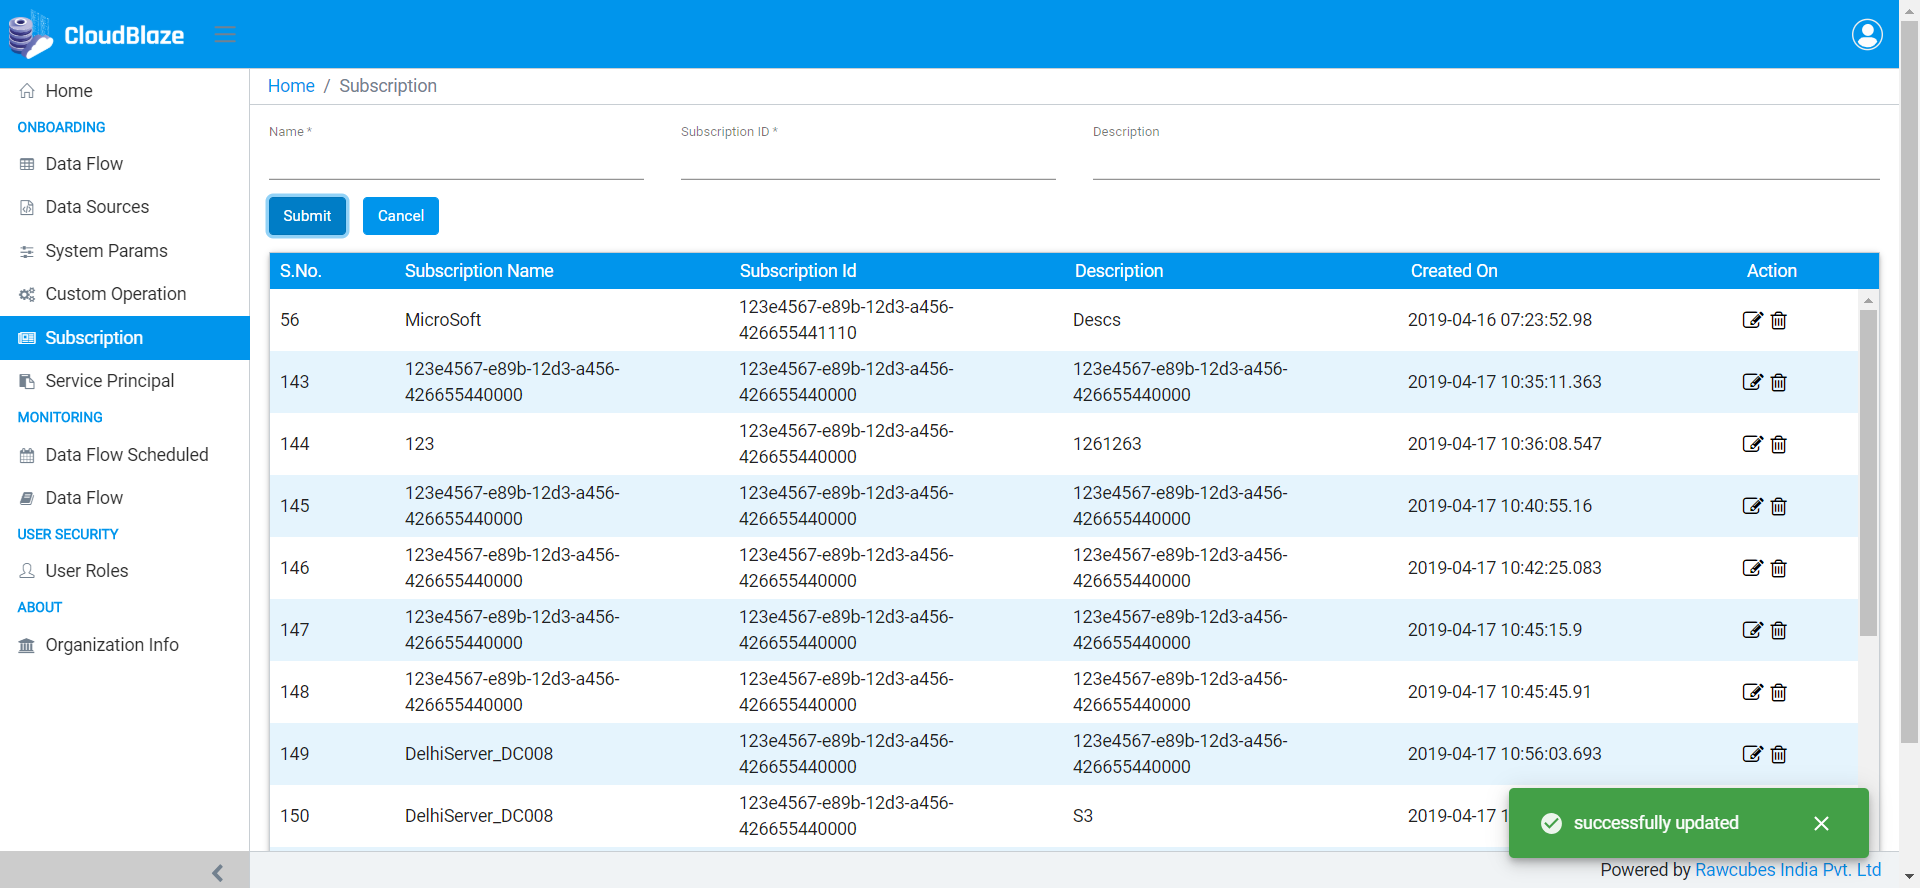 CloudBlaze
Home
ONBOARDING
Data Flow
Data Sources
System Params
Custom Operation
Subscription
Service Principal
MONITORING
Data Flow Scheduled
Data Flow
USER SECURITY
User Roles
ABOUT
Organization Info
Home / Subscription
Name * Subscription ID * Description
Submit Cancel
S.No. Subscription Name Subscription Id Description Created On Action
56 MicroSoft 123e4567-e89b-12d3-a456- Descs 2019-04-16 07:23:52.98
426655441110
143 123e4567-e89b-12d3-a456- 123e4567-e89b-12d3-a456- 123e4567-e89b-12d3-a456- 2019-04-17 10:35:11.363
426655440000 426655440000 426655440000
144 123 123e4567-e89b-12d3-a456- 1261263 2019-04-17 10:36:08.547
426655440000
145 123e4567-e89b-12d3-a456- 123e4567-e89b-12d3-a456- 123e4567-e89b-12d3-a456- 2019-04-17 10:40:55.16
426655440000 426655440000 426655440000
146 123e4567-e89b-12d3-a456- 123e4567-e89b-12d3-a456- 123e4567-e89b-12d3-a456- 2019-04-17 10:42:25.083
426655440000 426655440000 426655440000
147 123e4567-e89b-12d3-a456- 123e4567-e89b-12d3-a456- 123e4567-e89b-12d3-a456- 2019-04-17 10:45:15.9
426655440000 426655440000 426655440000
148 123e4567-e89b-12d3-a456- 123e4567-e89b-12d3-a456- 123e4567-e89b-12d3-a456- 2019-04-17 10:45:45.91
426655440000 426655440000 426655440000
149 DelhiServer_DC008 123e4567-e89b-12d3-a456- 123e4567-e89b-12d3-a456- 2019-04-17 10:56:03.693
426655440000 426655440000
150 DelhiServer_DC008 123e4567-e89b-12d3-a456- S3 2019-04-17 1
426655440000
successfully updated
Powered by Rawcubes India Pvt. Ltd